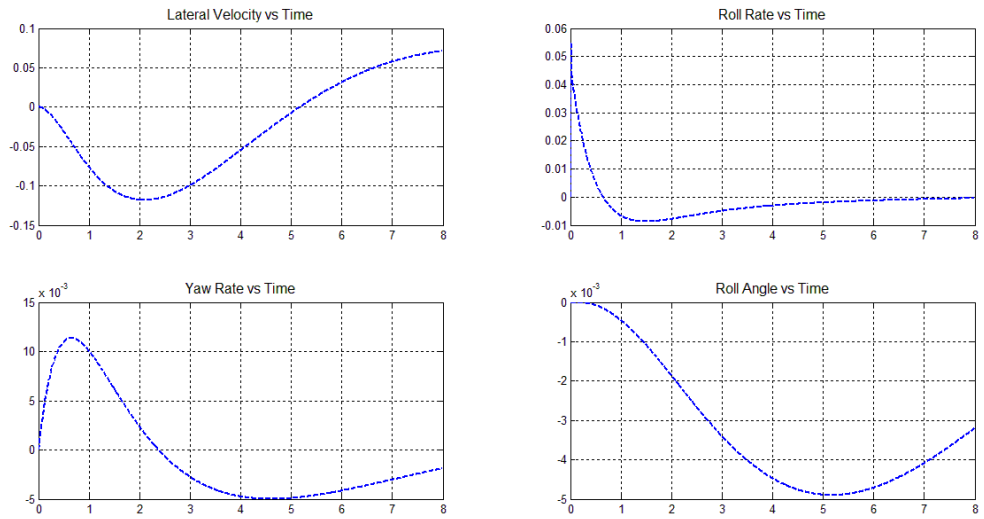 Lateral Velocity vs Time
0.1
0.05
0
-0.05
-0.1
-0.15
0 1 2 3 4 5 6 7 8
Roll Rate vs Time
0.06
0.05
0.04
0.03
0.02
0.01
0
-0.01
0 1 2 3 4 5 6 7 8
Yaw Rate vs Time
x 10⁻³
15
10
5
0
-5
0 1 2 3 4 5 6 7 8
Roll Angle vs Time
x 10⁻³
0
-1
-2
-3
-4
-5
0 1 2 3 4 5 6 7 8